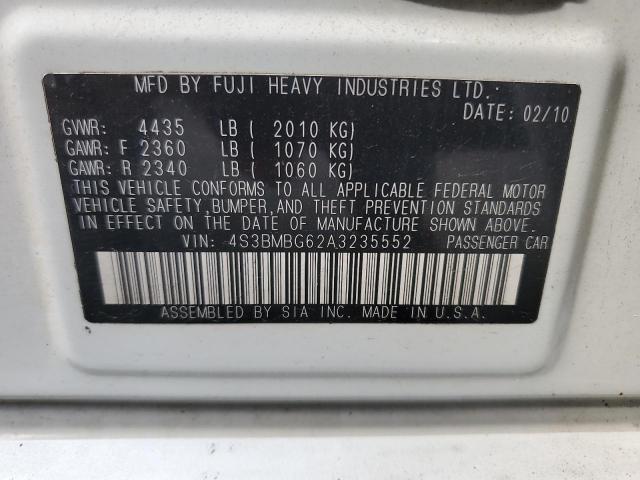 MFD BY FUJI HEAVY INDUSTRIES LTD.
DATE: 02/10
GVWR: 4435 LB ( 2010 KG)
GAWR: F 2360 LB ( 1070 KG)
GAWR: R 2340 LB ( 1060 KG)
THIS VEHICLE CONFORMS TO ALL APPLICABLE FEDERAL MOTOR
VEHICLE SAFETY, BUMPER, AND THEFT PREVENTION STANDARDS
IN EFFECT ON THE DATE OF MANUFACTURE SHOWN ABOVE.
VIN: 4S3BMBG62A3235552 PASSENGER CAR
ASSEMBLED BY SIA INC. MADE IN U.S.A.